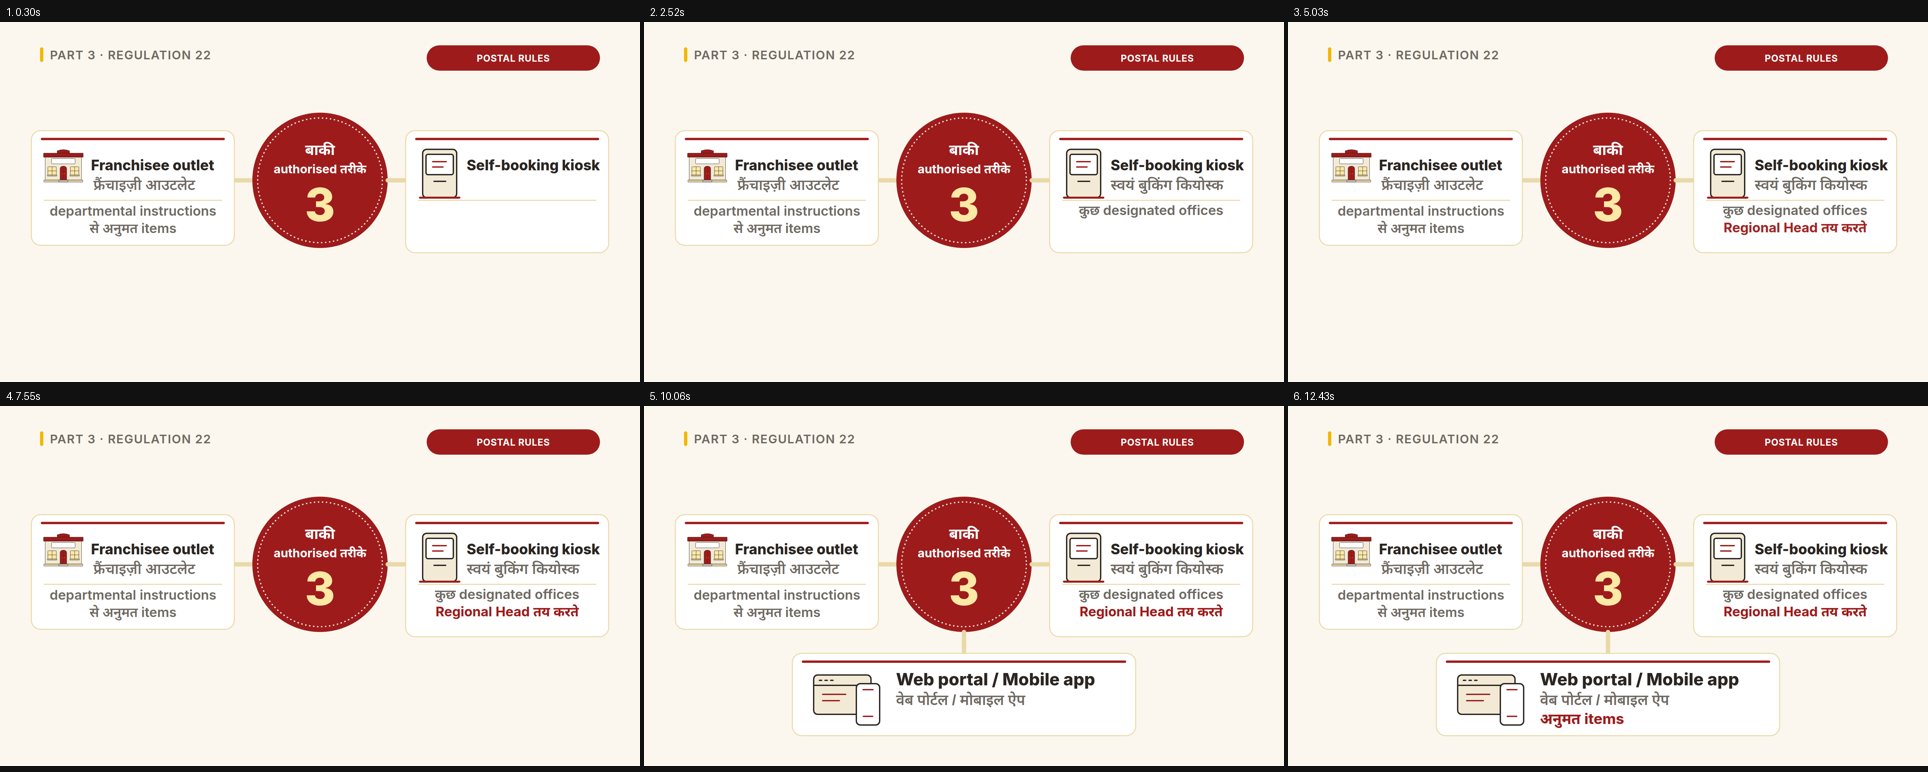 1. 0.30s
PART 3 · REGULATION 22
POSTAL RULES
Franchisee outlet
फ्रैंचाइज़ी आउटलेट
departmental instructions
से अनुमत items
बाकी
authorised तरीके
3
Self-booking kiosk
2. 2.52s
PART 3 · REGULATION 22
POSTAL RULES
Franchisee outlet
फ्रैंचाइज़ी आउटलेट
departmental instructions
से अनुमत items
बाकी
authorised तरीके
3
Self-booking kiosk
स्वयं बुकिंग कियोस्क
कुछ designated offices
3. 5.03s
PART 3 · REGULATION 22
POSTAL RULES
Franchisee outlet
फ्रैंचाइज़ी आउटलेट
departmental instructions
से अनुमत items
बाकी
authorised तरीके
3
Self-booking kiosk
स्वयं बुकिंग कियोस्क
कुछ designated offices
Regional Head तय करते
4. 7.55s
PART 3 · REGULATION 22
POSTAL RULES
Franchisee outlet
फ्रैंचाइज़ी आउटलेट
departmental instructions
से अनुमत items
बाकी
authorised तरीके
3
Self-booking kiosk
स्वयं बुकिंग कियोस्क
कुछ designated offices
Regional Head तय करते
5. 10.06s
PART 3 · REGULATION 22
POSTAL RULES
Franchisee outlet
फ्रैंचाइज़ी आउटलेट
departmental instructions
से अनुमत items
बाकी
authorised तरीके
3
Self-booking kiosk
स्वयं बुकिंग कियोस्क
कुछ designated offices
Regional Head तय करते
Web portal / Mobile app
वेब पोर्टल / मोबाइल ऐप
6. 12.43s
PART 3 · REGULATION 22
POSTAL RULES
Franchisee outlet
फ्रैंचाइज़ी आउटलेट
departmental instructions
से अनुमत items
बाकी
authorised तरीके
3
Self-booking kiosk
स्वयं बुकिंग कियोस्क
कुछ designated offices
Regional Head तय करते
Web portal / Mobile app
वेब पोर्टल / मोबाइल ऐप
अनुमत items